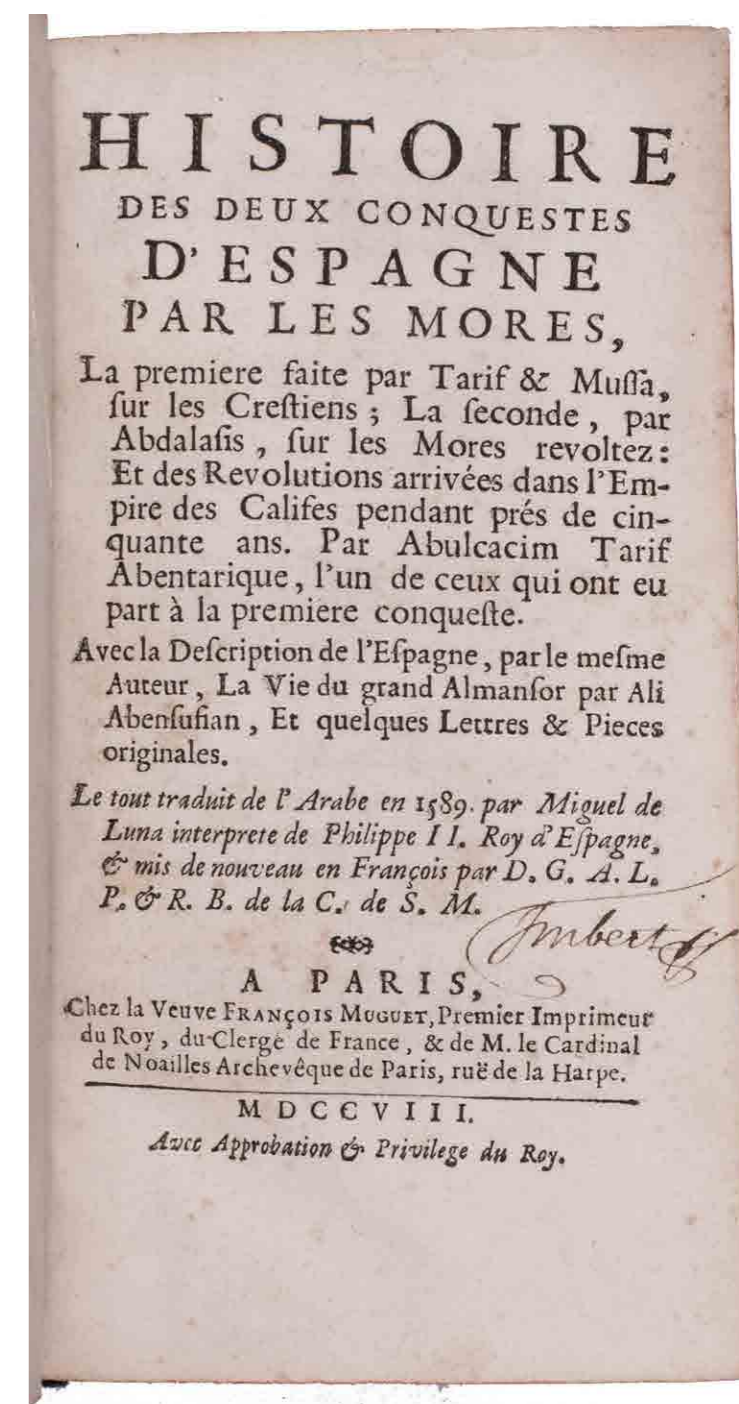 HISTOIRE
DES DEUX CONQUESTES
D'ESPAGNE
PAR LES MORES,
La premiere faite par Tarif & Muſſa,
ſur les Creſtiens ; La ſeconde , par
Abdalaſis , ſur les Mores revoltez :
Et des Revolutions arrivées dans l'Em-
pire des Califes pendant prés de cin-
quante ans. Par Abulcacim Tarif
Abentarique, l'un de ceux qui ont eu
part à la premiere conqueſte.
Avec la Deſcription de l'Eſpagne, par le meſme
Auteur , La Vie du grand Almanſor par Ali
Abenſufian , Et quelques Lettres & Pieces
originales.
Le tout traduit de l'Arabe en 1589. par Miguel de
Luna interprete de Philippe II. Roy d'Eſpagne,
& mis de nouveau en François par D. G. A. L.
P. & R. B. de la C. de S. M.
Imbert
A PARIS,
Chez la Veuve FRANÇOIS MUGUET, Premier Imprimeur
du Roy , du Clergé de France , & de M. le Cardinal
de Noailles Archevêque de Paris, ruë de la Harpe.
MDCCVIII.
Avec Approbation & Privilege du Roy.